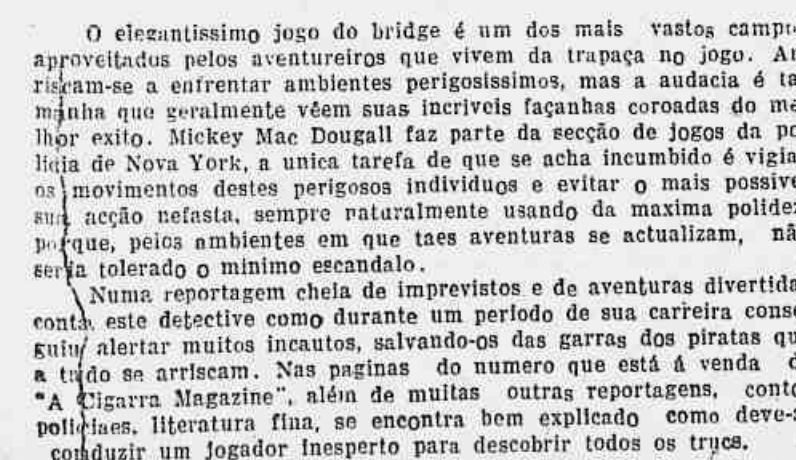 O elegantissimo jogo do bridge é um dos mais vastos campo
aproveitados pelos aventureiros que vivem da trapaça no jogo. Ar
riscam-se a enfrentar ambientes perigosissimos, mas a audacia é ta
manha que geralmente vêem suas incriveis façanhas coroadas do me
lhor exito. Mickey Mac Dougall faz parte da secção de jogos da po
licia de Nova York, a unica tarefa de que se acha incumbido é vigia
os movimentos destes perigosos individuos e evitar o mais possive
sua acção nefasta, sempre naturalmente usando da maxima polidez
porque, pelos ambientes em que taes aventuras se actualizam, nã
seria tolerado o minimo escandalo.
Numa reportagem cheia de imprevistos e de aventuras divertida
conta este detective como durante um periodo de sua carreira conse
guiu alertar muitos incautos, salvando-os das garras dos piratas qu
a tudo se arriscam. Nas paginas do numero que está á venda d
"A Cigarra Magazine", além de muitas outras reportagens, conto
policiaes, literatura fina, se encontra bem explicado como deve-s
conduzir um jogador inesperto para descobrir todos os trucs.